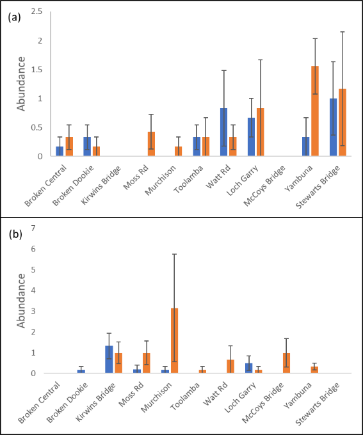 (a)
2.5
2
1.5
1
0.5
0
Abundance
Broken Central
Broken Dookie
Kirwins Bridge
Moss Rd
Murchison
Toolamba
Watt Rd
Loch Garry
McCoys Bridge
Yambuna
Stewarts Bridge
(b)
7
6
5
4
3
2
1
0
Abundance
Broken Central
Broken Dookie
Kirwins Bridge
Moss Rd
Murchison
Toolamba
Watt Rd
Loch Garry
McCoys Bridge
Yambuna
Stewarts Bridge